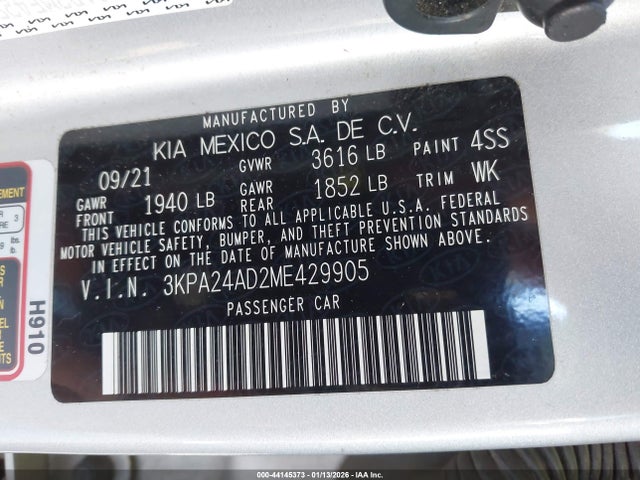 MANUFACTURED BY
KIA MEXICO S.A. DE C.V.
09/21 GVWR 3616 LB PAINT 4SS
GAWR FRONT 1940 LB GAWR REAR 1852 LB TRIM WK
THIS VEHICLE CONFORMS TO ALL APPLICABLE U.S.A. FEDERAL
MOTOR VEHICLE SAFETY, BUMPER, AND THEFT PREVENTION STANDARDS
IN EFFECT ON THE DATE OF MANUFACTURE SHOWN ABOVE.
V.I.N. 3KPA24AD2ME429905
PASSENGER CAR
H910
3
lbs.
000-44145373 | 01/13/2026 - IAA, Inc.